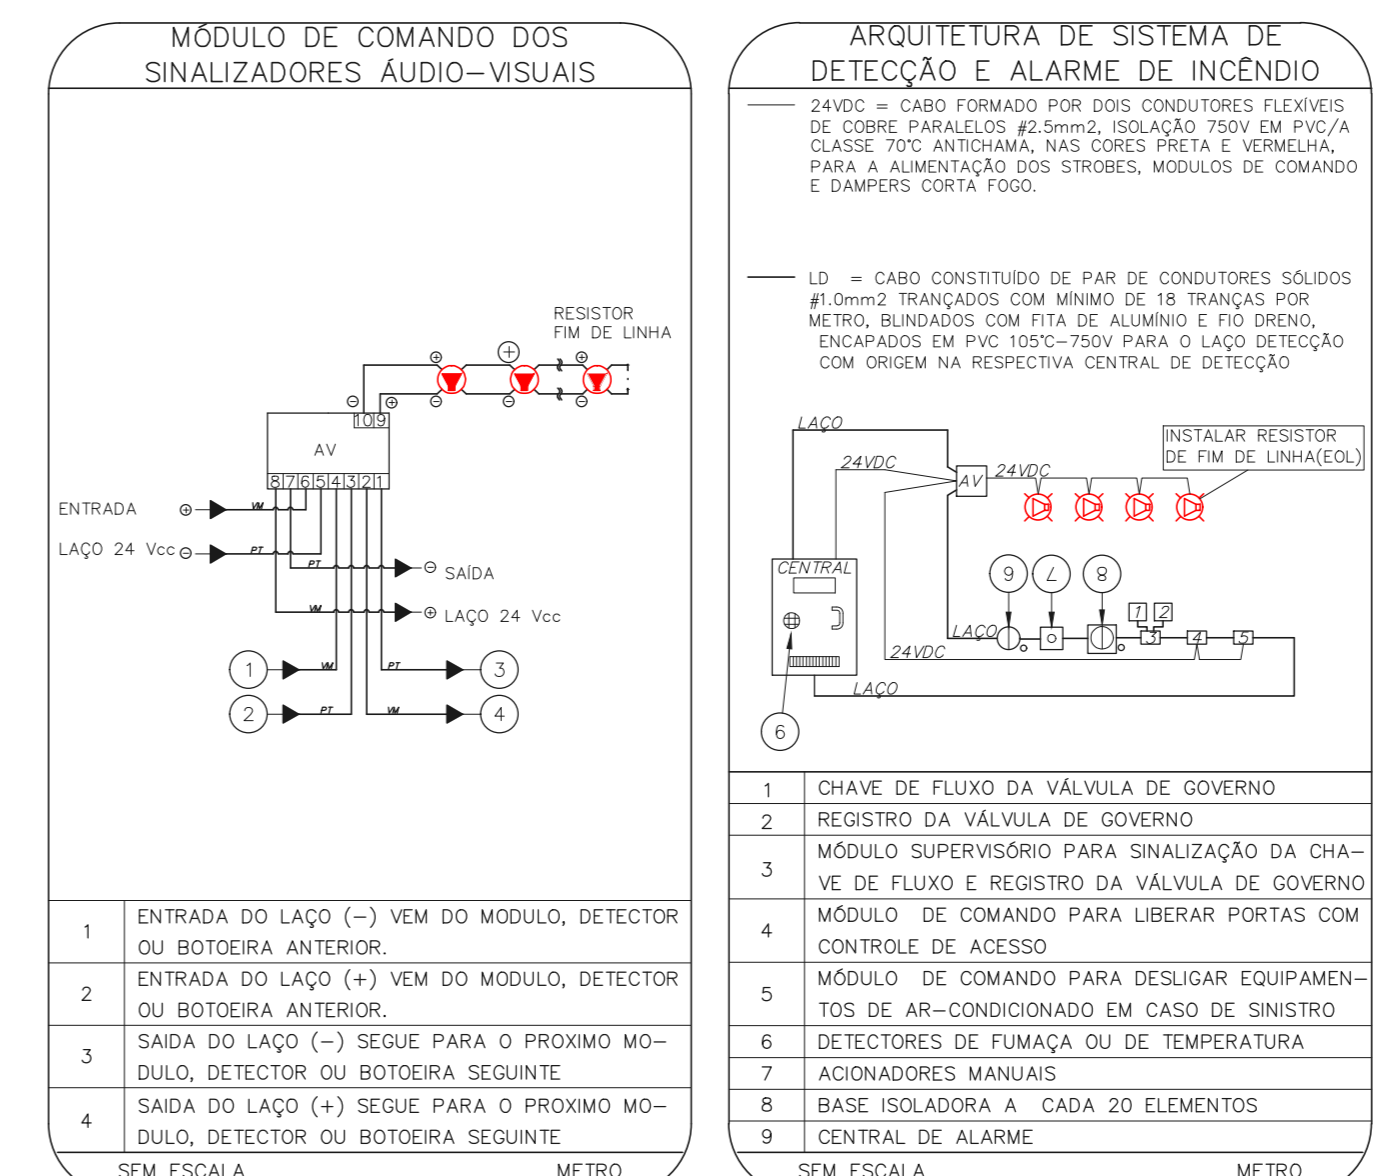 MÓDULO DE COMANDO DOS
SINALIZADORES ÁUDIO-VISUAIS
RESISTOR
FIM DE LINHA
⊕
⊕
⊕
⊖
⊖
⊖
⊖
⊕
10 9
AV
8 7 6 5 4 3 2 1
ENTRADA ⊕ VM
LAÇO 24 Vcc ⊖ PT
PT ⊖ SAÍDA
VM ⊕ LAÇO 24 Vcc
1 VM PT 3
2 PT VM 4
1 ENTRADA DO LAÇO (-) VEM DO MODULO, DETECTOR
OU BOTOEIRA ANTERIOR.
2 ENTRADA DO LAÇO (+) VEM DO MODULO, DETECTOR
OU BOTOEIRA ANTERIOR.
3 SAIDA DO LAÇO (-) SEGUE PARA O PROXIMO MO-
DULO, DETECTOR OU BOTOEIRA SEGUINTE
4 SAIDA DO LAÇO (+) SEGUE PARA O PROXIMO MO-
DULO, DETECTOR OU BOTOEIRA SEGUINTE
SEM ESCALA METRO
ARQUITETURA DE SISTEMA DE
DETECÇÃO E ALARME DE INCÊNDIO
24VDC = CABO FORMADO POR DOIS CONDUTORES FLEXÍVEIS
DE COBRE PARALELOS #2.5mm2, ISOLAÇÃO 750V EM PVC/A
CLASSE 70°C ANTICHAMA, NAS CORES PRETA E VERMELHA,
PARA A ALIMENTAÇÃO DOS STROBES, MODULOS DE COMANDO
E DAMPERS CORTA FOGO.
LD = CABO CONSTITUÍDO DE PAR DE CONDUTORES SÓLIDOS
#1.0mm2 TRANÇADOS COM MÍNIMO DE 18 TRANÇAS POR
METRO, BLINDADOS COM FITA DE ALUMÍNIO E FIO DRENO,
ENCAPADOS EM PVC 105°C-750V PARA O LAÇO DETECÇÃO
COM ORIGEM NA RESPECTIVA CENTRAL DE DETECÇÃO
LAÇO
INSTALAR RESISTOR
DE FIM DE LINHA(EOL)
24VDC
AV
24VDC
CENTRAL
9 7 8
1 2
LAÇO
3 4 5
24VDC
LAÇO
6
1 CHAVE DE FLUXO DA VÁLVULA DE GOVERNO
2 REGISTRO DA VÁLVULA DE GOVERNO
3 MÓDULO SUPERVISÓRIO PARA SINALIZAÇÃO DA CHA-
VE DE FLUXO E REGISTRO DA VÁLVULA DE GOVERNO
4 MÓDULO DE COMANDO PARA LIBERAR PORTAS COM
CONTROLE DE ACESSO
5 MÓDULO DE COMANDO PARA DESLIGAR EQUIPAMEN-
TOS DE AR-CONDICIONADO EM CASO DE SINISTRO
6 DETECTORES DE FUMAÇA OU DE TEMPERATURA
7 ACIONADORES MANUAIS
8 BASE ISOLADORA A CADA 20 ELEMENTOS
9 CENTRAL DE ALARME
SEM ESCALA METRO